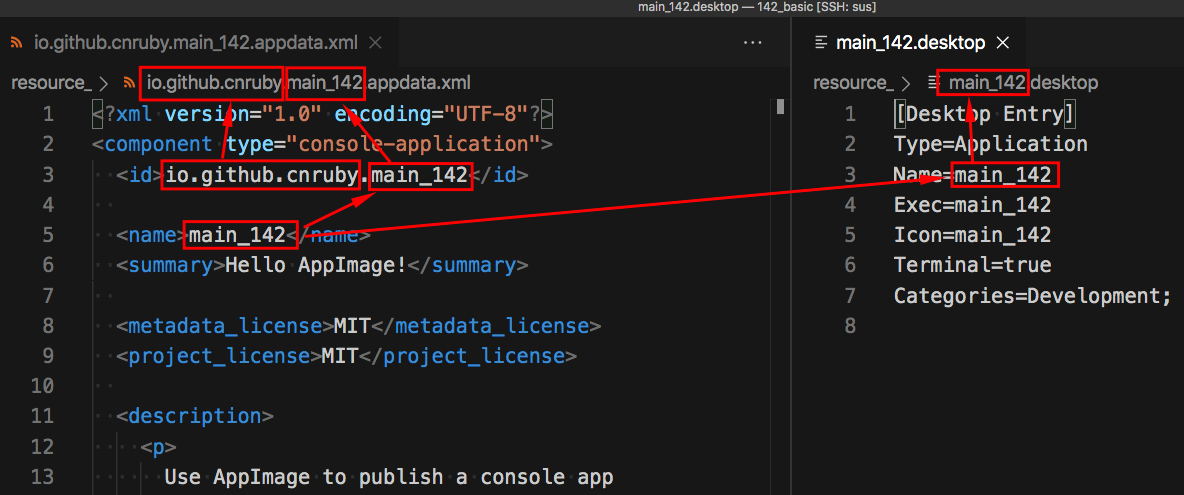 main_142.desktop — 142_basic [SSH: sus]
io.github.cnruby.main_142.appdata.xml ×
resource_ > io.github.cnruby.main_142.appdata.xml
1 <?xml version="1.0" encoding="UTF-8"?>
2 <component type="console-application">
3 <id>io.github.cnruby.main_142</id>
4
5 <name>main_142</name>
6 <summary>Hello AppImage!</summary>
7
8 <metadata_license>MIT</metadata_license>
9 <project_license>MIT</project_license>
10
11 <description>
12 <p>
13 Use AppImage to publish a console app
main_142.desktop ×
resource_ > main_142.desktop
1 [Desktop Entry]
2 Type=Application
3 Name=main_142
4 Exec=main_142
5 Icon=main_142
6 Terminal=true
7 Categories=Development;
8